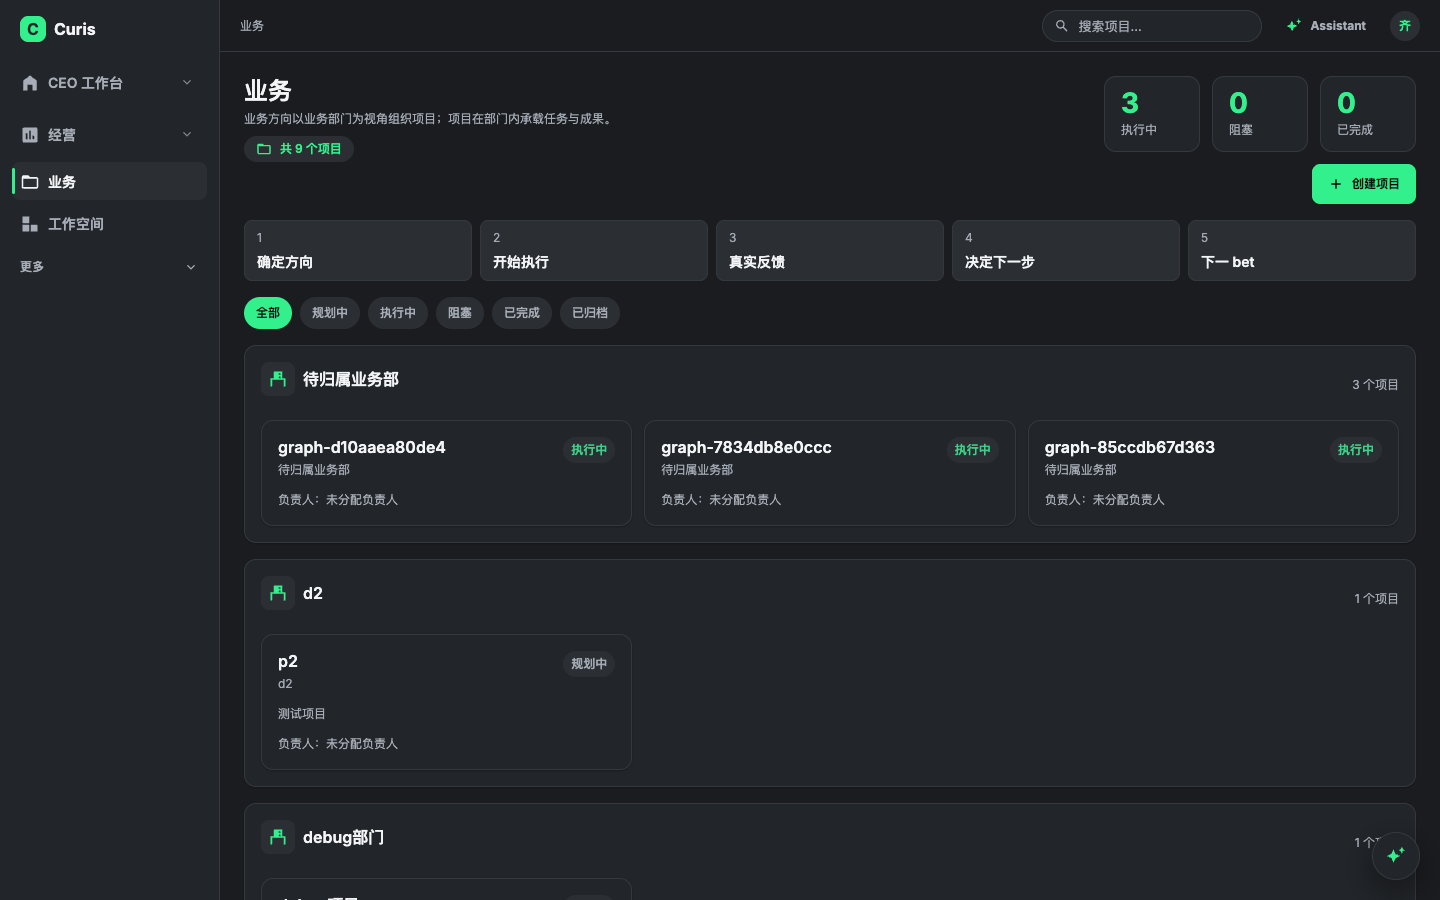 C Curis
CEO 工作台
经营
业务
工作空间
更多
业务
搜索项目...
Assistant
齐
业务
业务方向以业务部门为视角组织项目；项目在部门内承载任务与成果。
共 9 个项目
3
执行中
0
阻塞
0
已完成
+ 创建项目
1
确定方向
2
开始执行
3
真实反馈
4
决定下一步
5
下一 bet
全部
规划中
执行中
阻塞
已完成
已归档
待归属业务部
3 个项目
graph-d10aaea80de4
执行中
待归属业务部
负责人：未分配负责人
graph-7834db8e0ccc
执行中
待归属业务部
负责人：未分配负责人
graph-85ccdb67d363
执行中
待归属业务部
负责人：未分配负责人
d2
1 个项目
p2
规划中
d2
测试项目
负责人：未分配负责人
debug部门
1 个